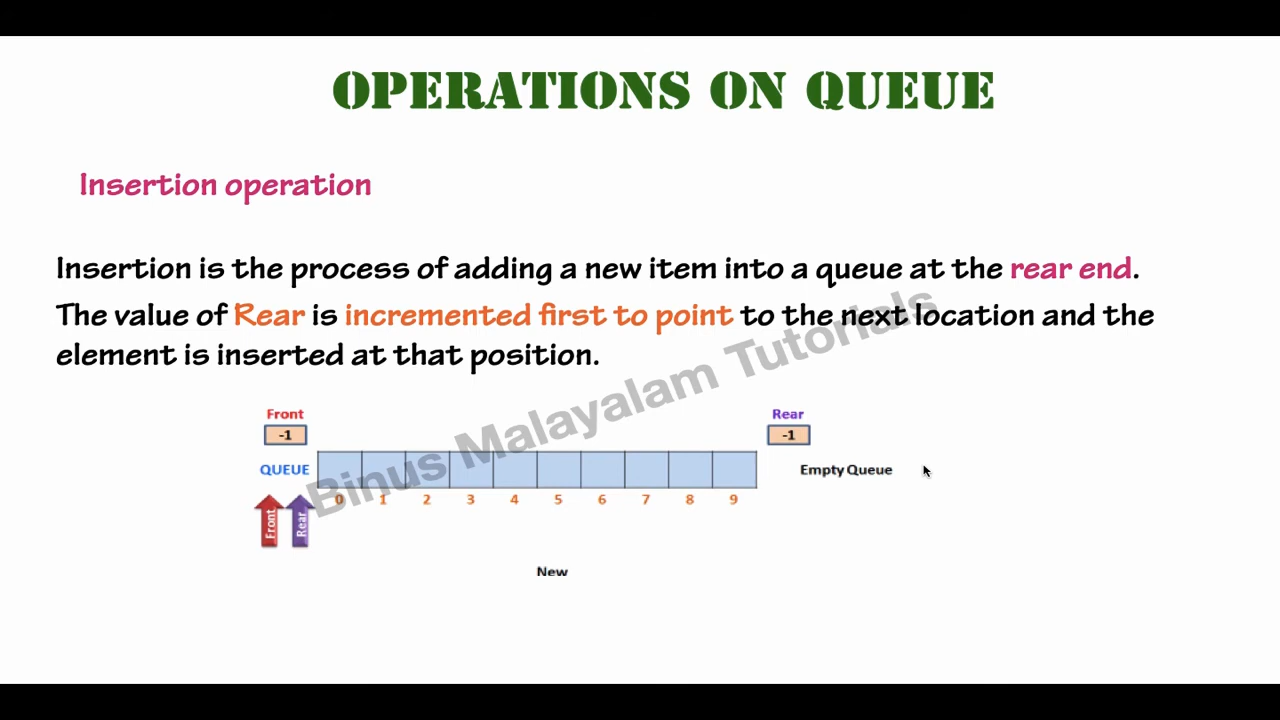 OPERATIONS ON QUEUE
Insertion operation
Insertion is the process of adding a new item into a queue at the rear end.
The value of Rear is incremented first to point to the next location and the
element is inserted at that position.
Front
Rear
-1
-1
QUEUE
Empty Queue
0 1 2 3 4 5 6 7 8 9
Front
Rear
New
Binus Malayalam Tutorials